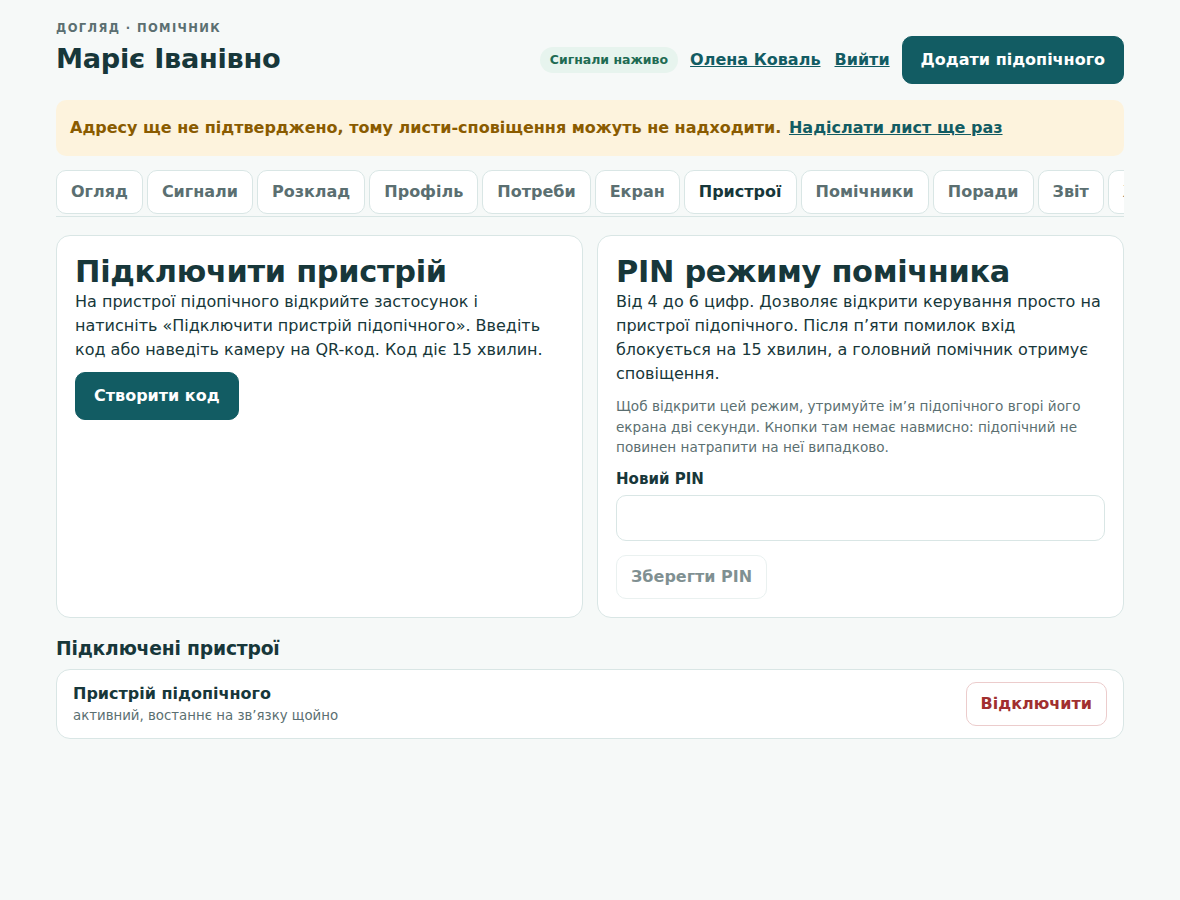 ДОГЛЯД · ПОМІЧНИК
Маріє Іванівно
Сигнали наживо
Олена Коваль
Вийти
Додати підопічного
Адресу ще не підтверджено, тому листи-сповіщення можуть не надходити. Надіслати лист ще раз
Огляд
Сигнали
Розклад
Профіль
Потреби
Екран
Пристрої
Помічники
Поради
Звіт
Підключити пристрій
На пристрої підопічного відкрийте застосунок і
натисніть «Підключити пристрій підопічного». Введіть
код або наведіть камеру на QR-код. Код діє 15 хвилин.
Створити код
PIN режиму помічника
Від 4 до 6 цифр. Дозволяє відкрити керування просто на
пристрої підопічного. Після п’яти помилок вхід
блокується на 15 хвилин, а головний помічник отримує
сповіщення.
Щоб відкрити цей режим, утримуйте ім’я підопічного вгорі його
екрана дві секунди. Кнопки там немає навмисно: підопічний не
повинен натрапити на неї випадково.
Новий PIN
Зберегти PIN
Підключені пристрої
Пристрій підопічного
активний, востаннє на зв’язку щойно
Відключити